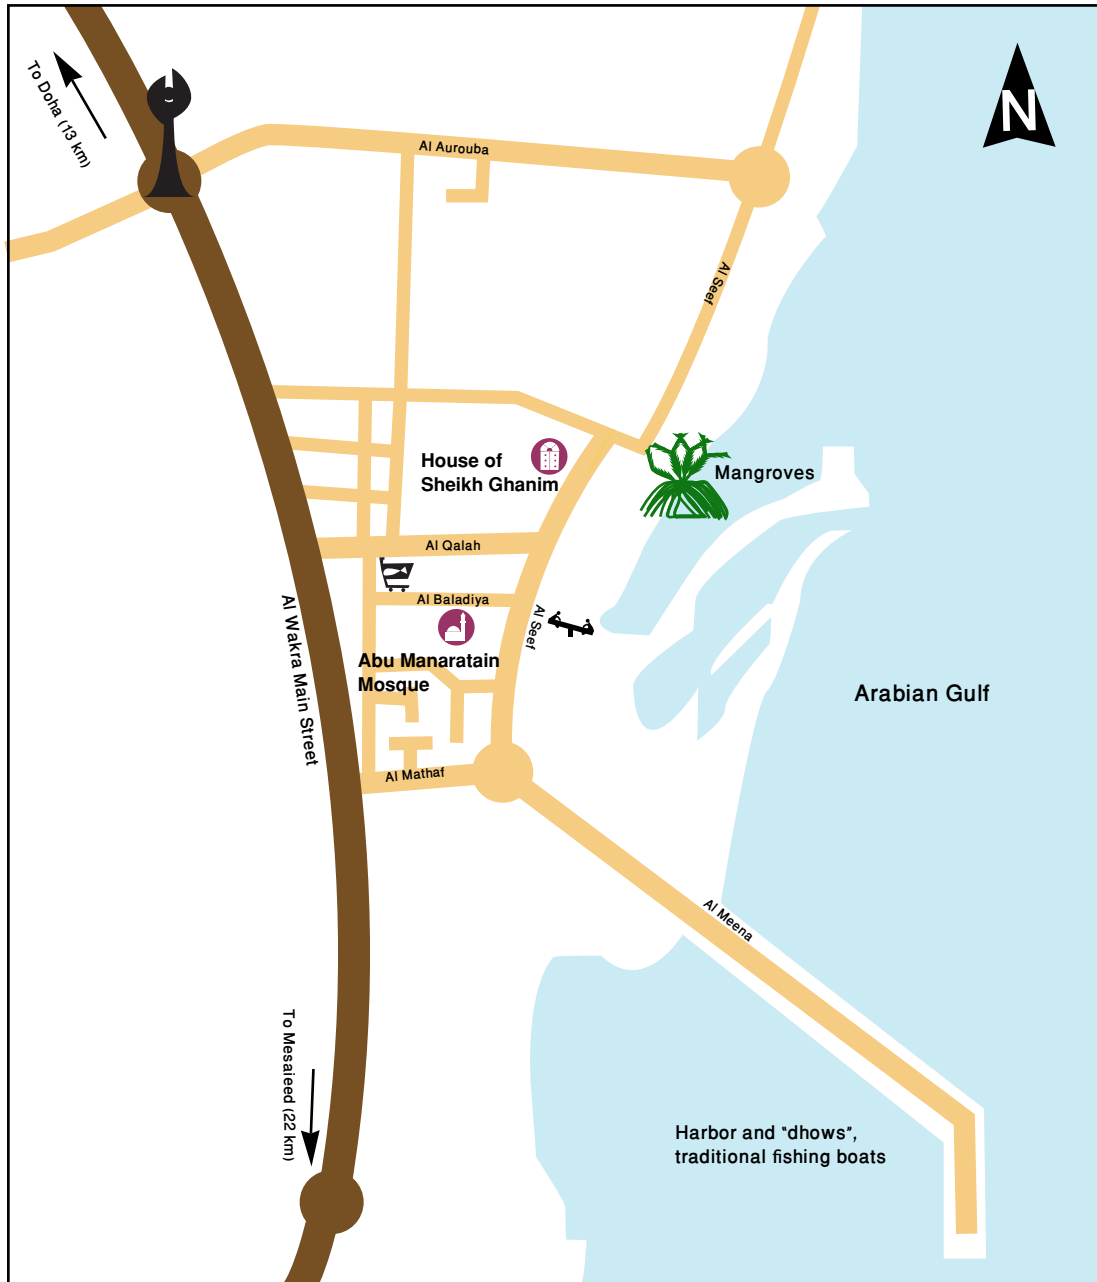 To Doha (13 km)
N
Al Aurouba
Al Seef
House of
Sheikh Ghanim
Mangroves
Al Qalah
Al Baladiya
Al Seef
Abu Manaratain
Mosque
Al Wakra Main Street
Arabian Gulf
Al Mathaf
Al Meena
To Mesaieed (22 km)
Harbor and "dhows",
traditional fishing boats